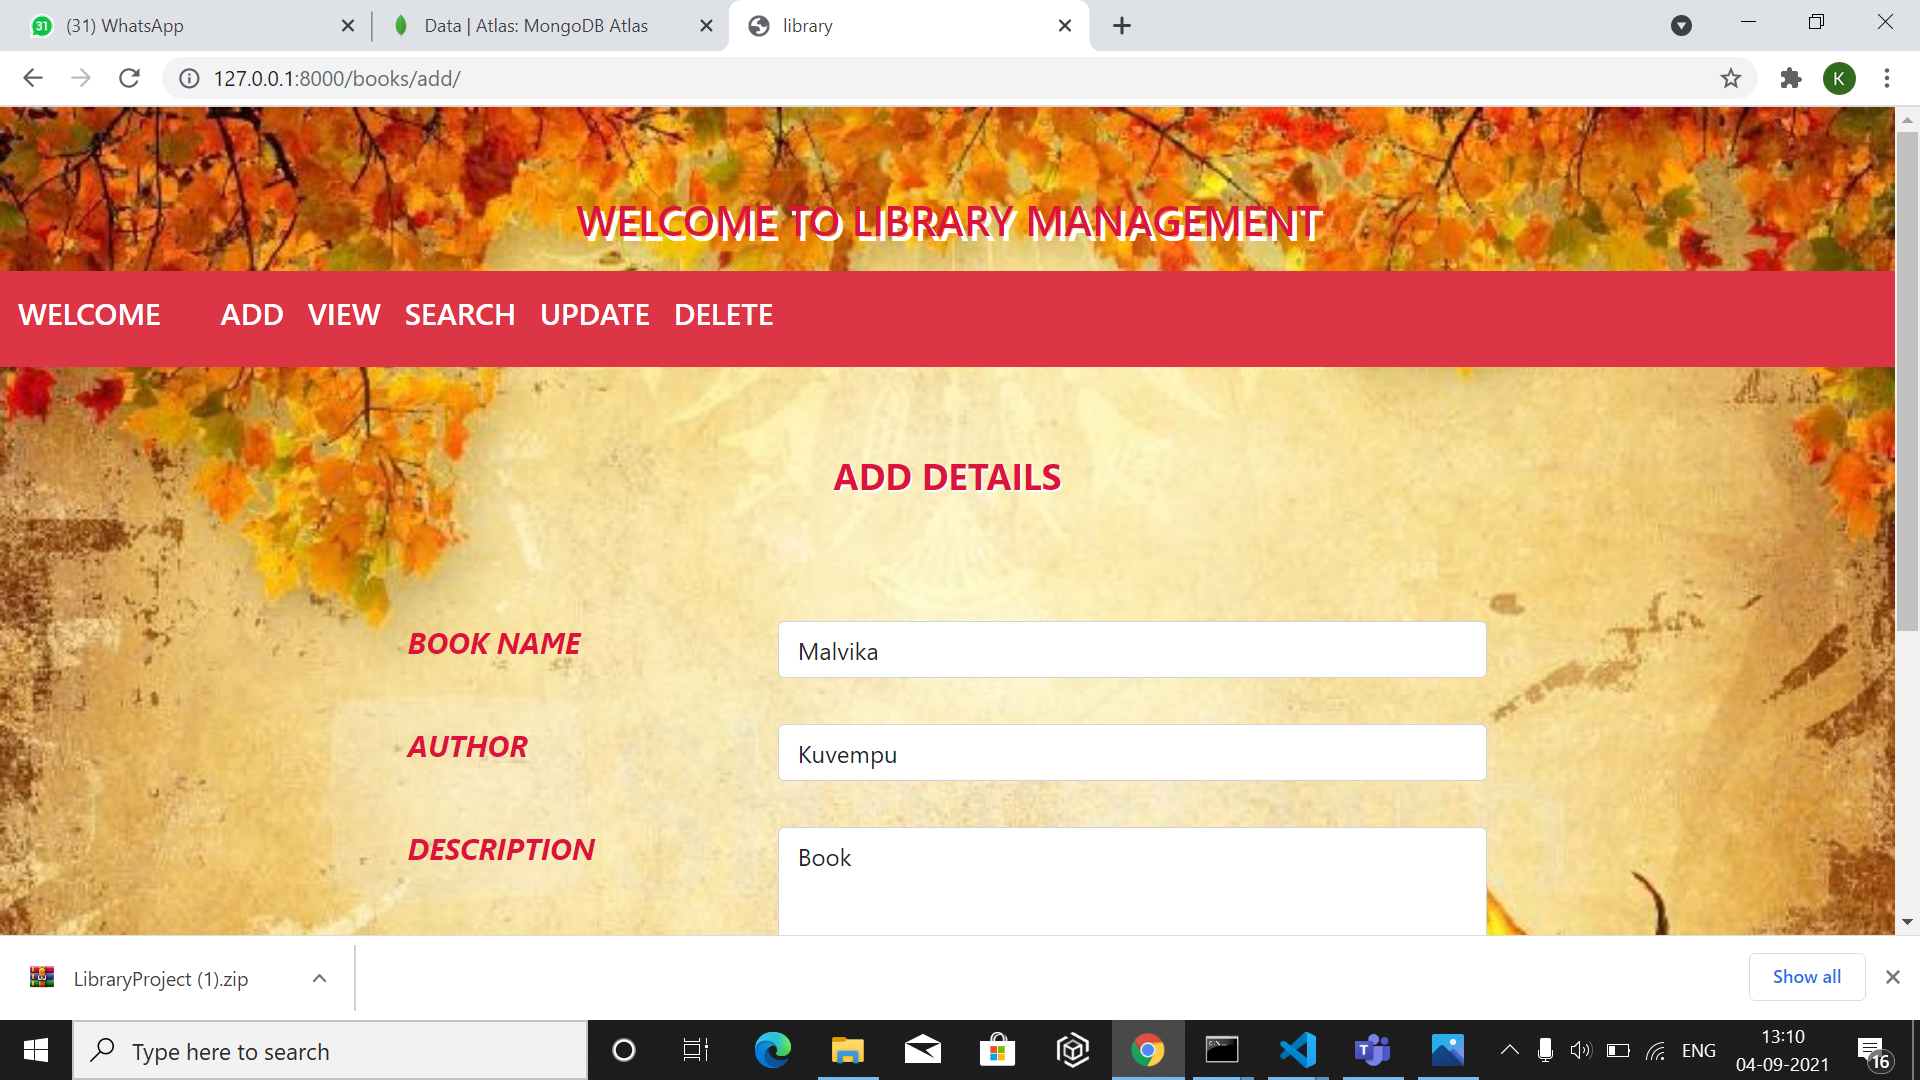 31 (31) WhatsApp
Data | Atlas: MongoDB Atlas
library
127.0.0.1:8000/books/add/
K
WELCOME TO LIBRARY MANAGEMENT
WELCOME ADD VIEW SEARCH UPDATE DELETE
ADD DETAILS
BOOK NAME
Malvika
AUTHOR
Kuvempu
DESCRIPTION
Book
LibraryProject (1).zip
Show all
Type here to search
ENG
13:10
04-09-2021
16